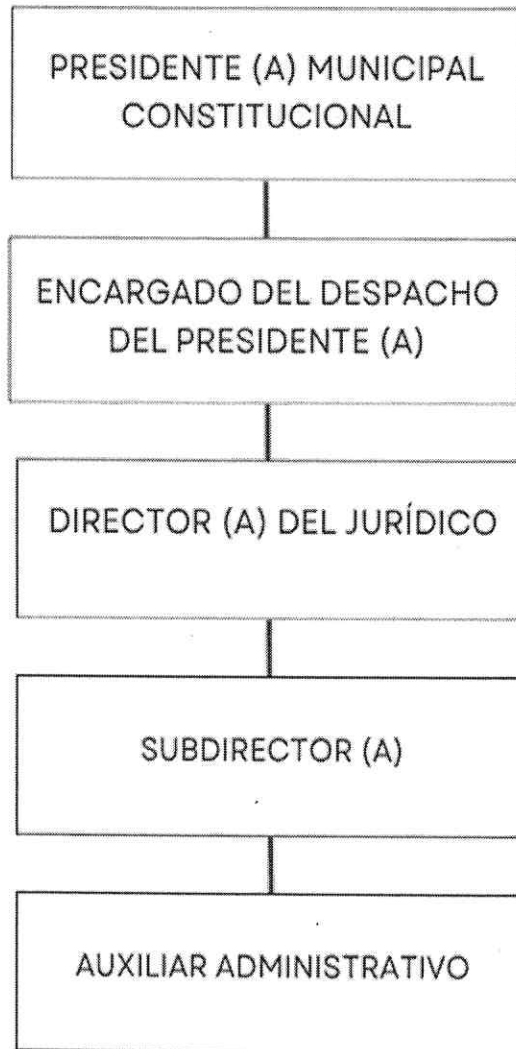 PRESIDENTE (A) MUNICIPAL
CONSTITUCIONAL
ENCARGADO DEL DESPACHO
DEL PRESIDENTE (A)
DIRECTOR (A) DEL JURÍDICO
SUBDIRECTOR (A)
AUXILIAR ADMINISTRATIVO